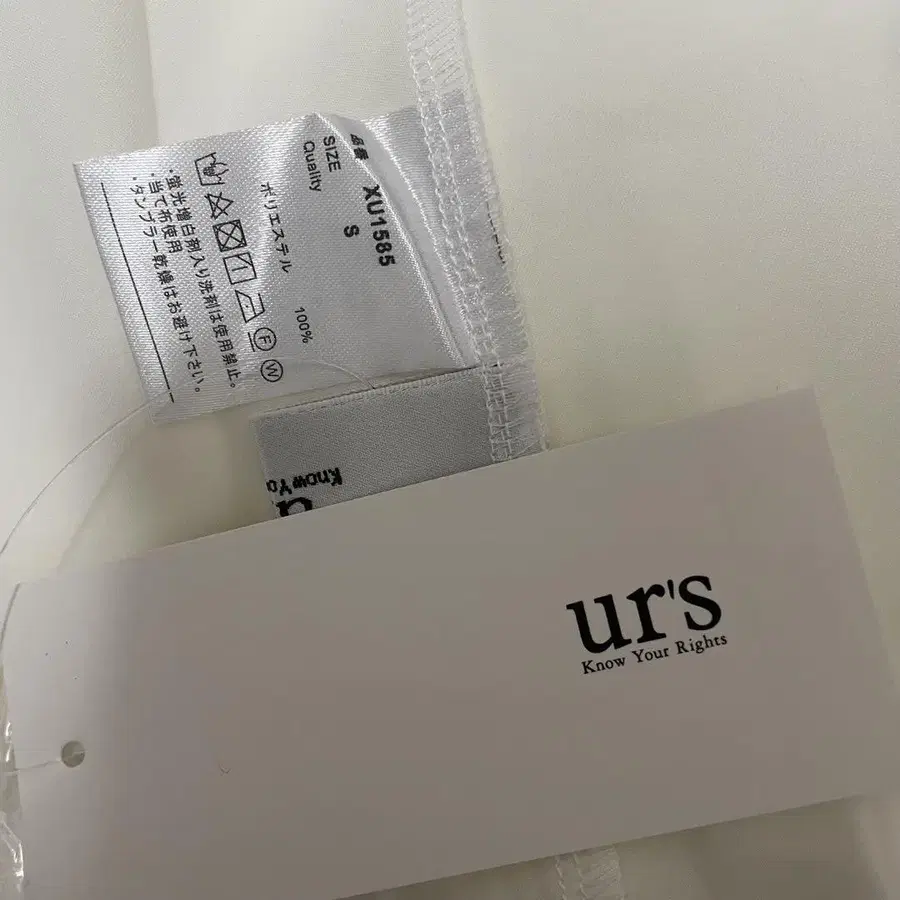 品番 XU1585
SIZE S
Quality
ポリエステル 100%
F
W
・蛍光増白剤入り洗剤は使用禁止。
・当て布使用
・タンブラー乾燥はお避け下さい。
Know Yo
u
ur's
Know Your Rights